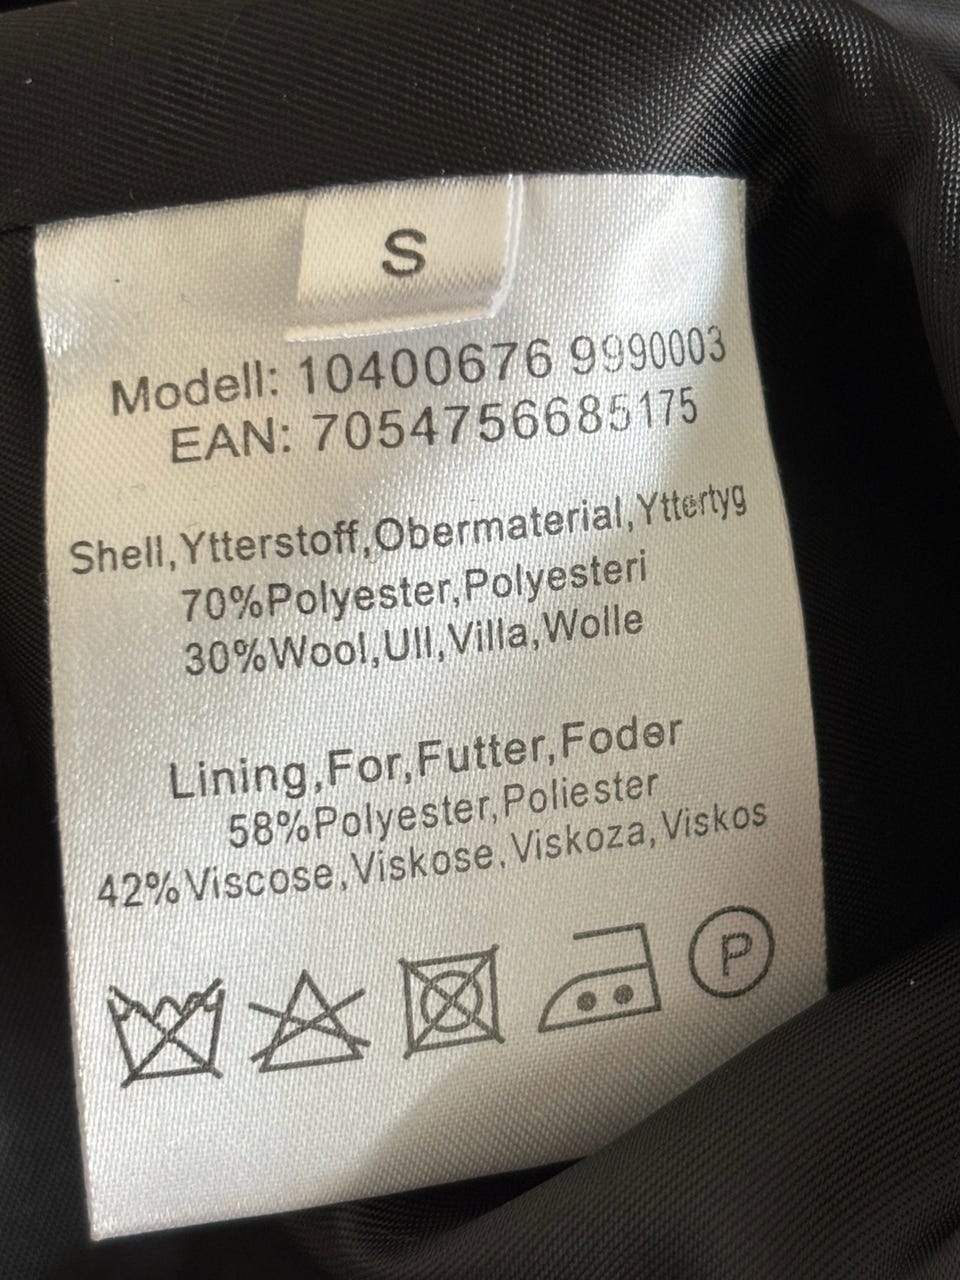 S
Modell: 10400676 9990003
EAN: 7054756685175
Shell,Ytterstoff,Obermaterial,Yttertyg
70%Polyester,Polyesteri
30%Wool,Ull,Villa,Wolle
Lining,For,Futter,Foder
58%Polyester,Poliester
42%Viscose,Viskose,Viskoza,Viskos
P